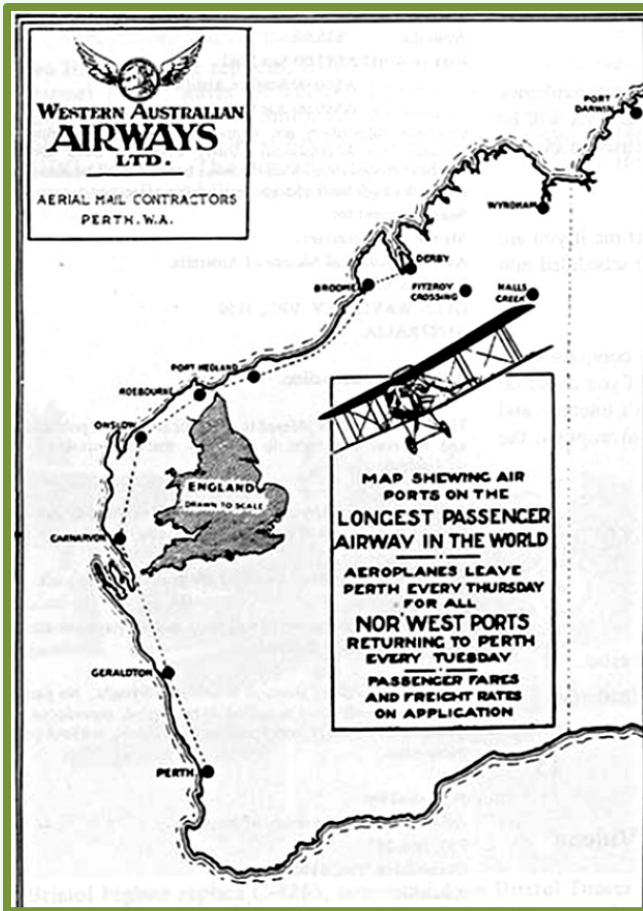 WESTERN AUSTRALIAN
AIRWAYS
LTD.
AERIAL MAIL CONTRACTORS
PERTH. W.A.
PORT
DARWIN
WYNDHAM
DERBY
BROOME
FITZROY
CROSSING
HALLS
CREEK
PORT HEDLAND
ROEBOURNE
ONSLOW
ENGLAND
DRAWN TO SCALE
CARNARVON
GERALDTON
PERTH
MAP SHEWING AIR
PORTS ON THE
LONGEST PASSENGER
AIRWAY IN THE WORLD
AEROPLANES LEAVE
PERTH EVERY THURSDAY
FOR ALL
NOR' WEST PORTS
RETURNING TO PERTH
EVERY TUESDAY
PASSENGER FARES
AND FREIGHT RATES
ON APPLICATION